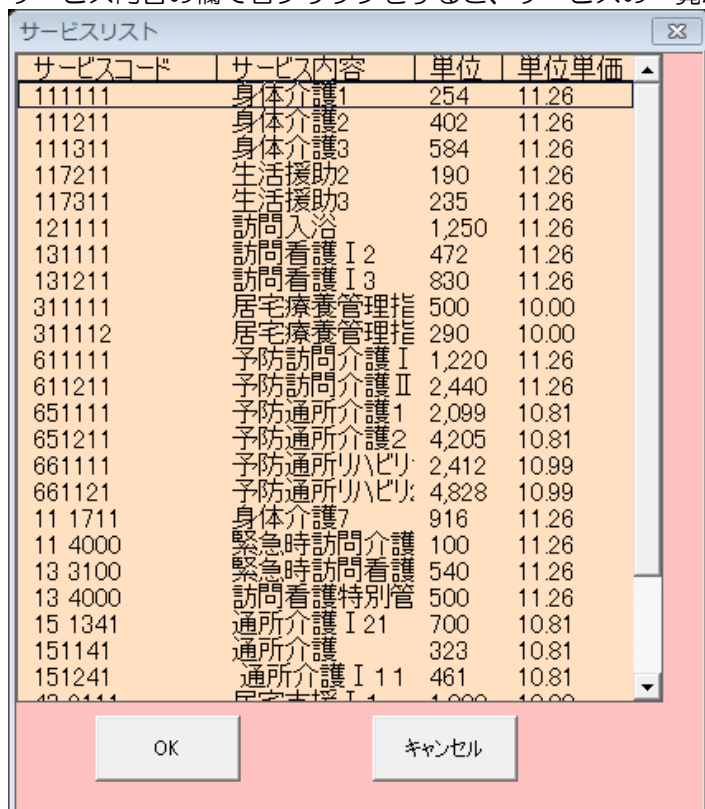 サービスリスト
サービスコード サービス内容 単位 単位単価
111111 身体介護1 254 11.26
111211 身体介護2 402 11.26
111311 身体介護3 584 11.26
117211 生活援助2 190 11.26
117311 生活援助3 235 11.26
121111 訪問入浴 1,250 11.26
131111 訪問看護Ⅰ2 472 11.26
131211 訪問看護Ⅰ3 830 11.26
311111 居宅療養管理指 500 10.00
311112 居宅療養管理指 290 10.00
611111 予防訪問介護Ⅰ 1,220 11.26
611211 予防訪問介護Ⅱ 2,440 11.26
651111 予防通所介護1 2,099 10.81
651211 予防通所介護2 4,205 10.81
661111 予防通所リハビリ 2,412 10.99
661121 予防通所リハビリ 4,828 10.99
11 1711 身体介護7 916 11.26
11 4000 緊急時訪問介護 100 11.26
13 3100 緊急時訪問看護 540 11.26
13 4000 訪問看護特別管 500 11.26
15 1341 通所介護Ⅰ21 700 10.81
151141 通所介護 323 10.81
151241 通所介護Ⅰ11 461 10.81
OK キャンセル